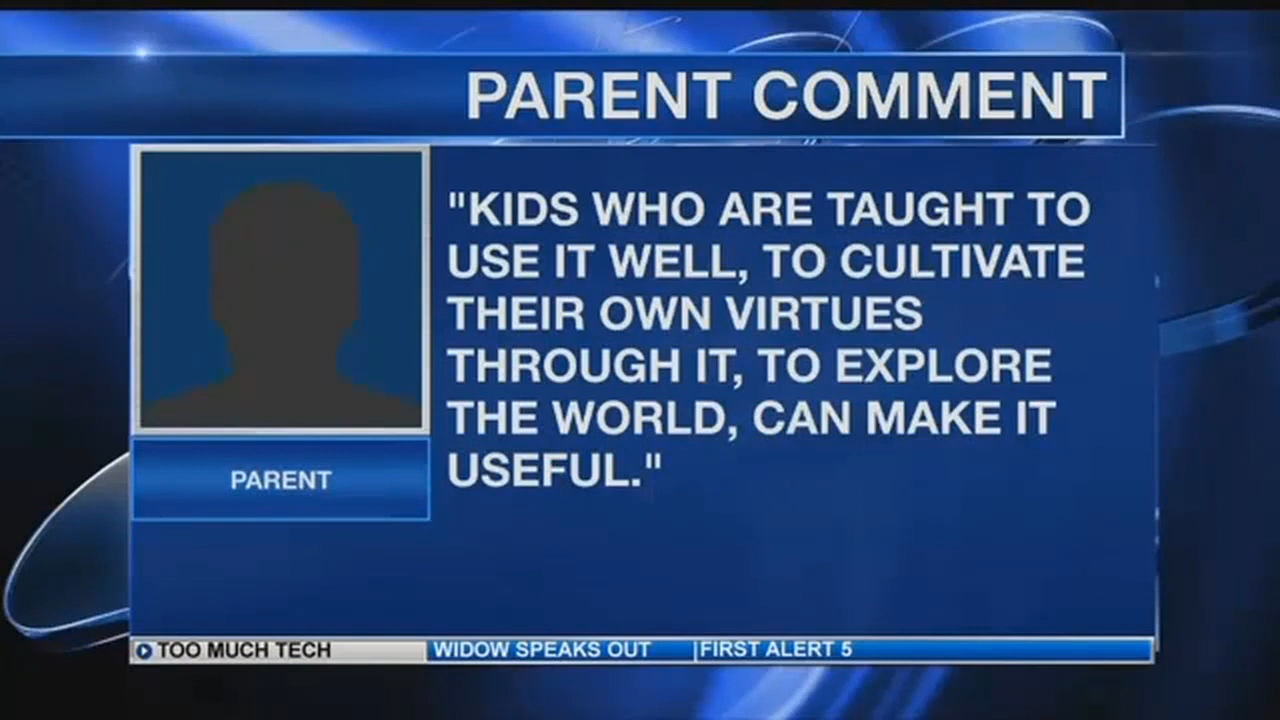 PARENT COMMENT
"KIDS WHO ARE TAUGHT TO
USE IT WELL, TO CULTIVATE
THEIR OWN VIRTUES
THROUGH IT, TO EXPLORE
THE WORLD, CAN MAKE IT
USEFUL."
PARENT
TOO MUCH TECH WIDOW SPEAKS OUT FIRST ALERT 5